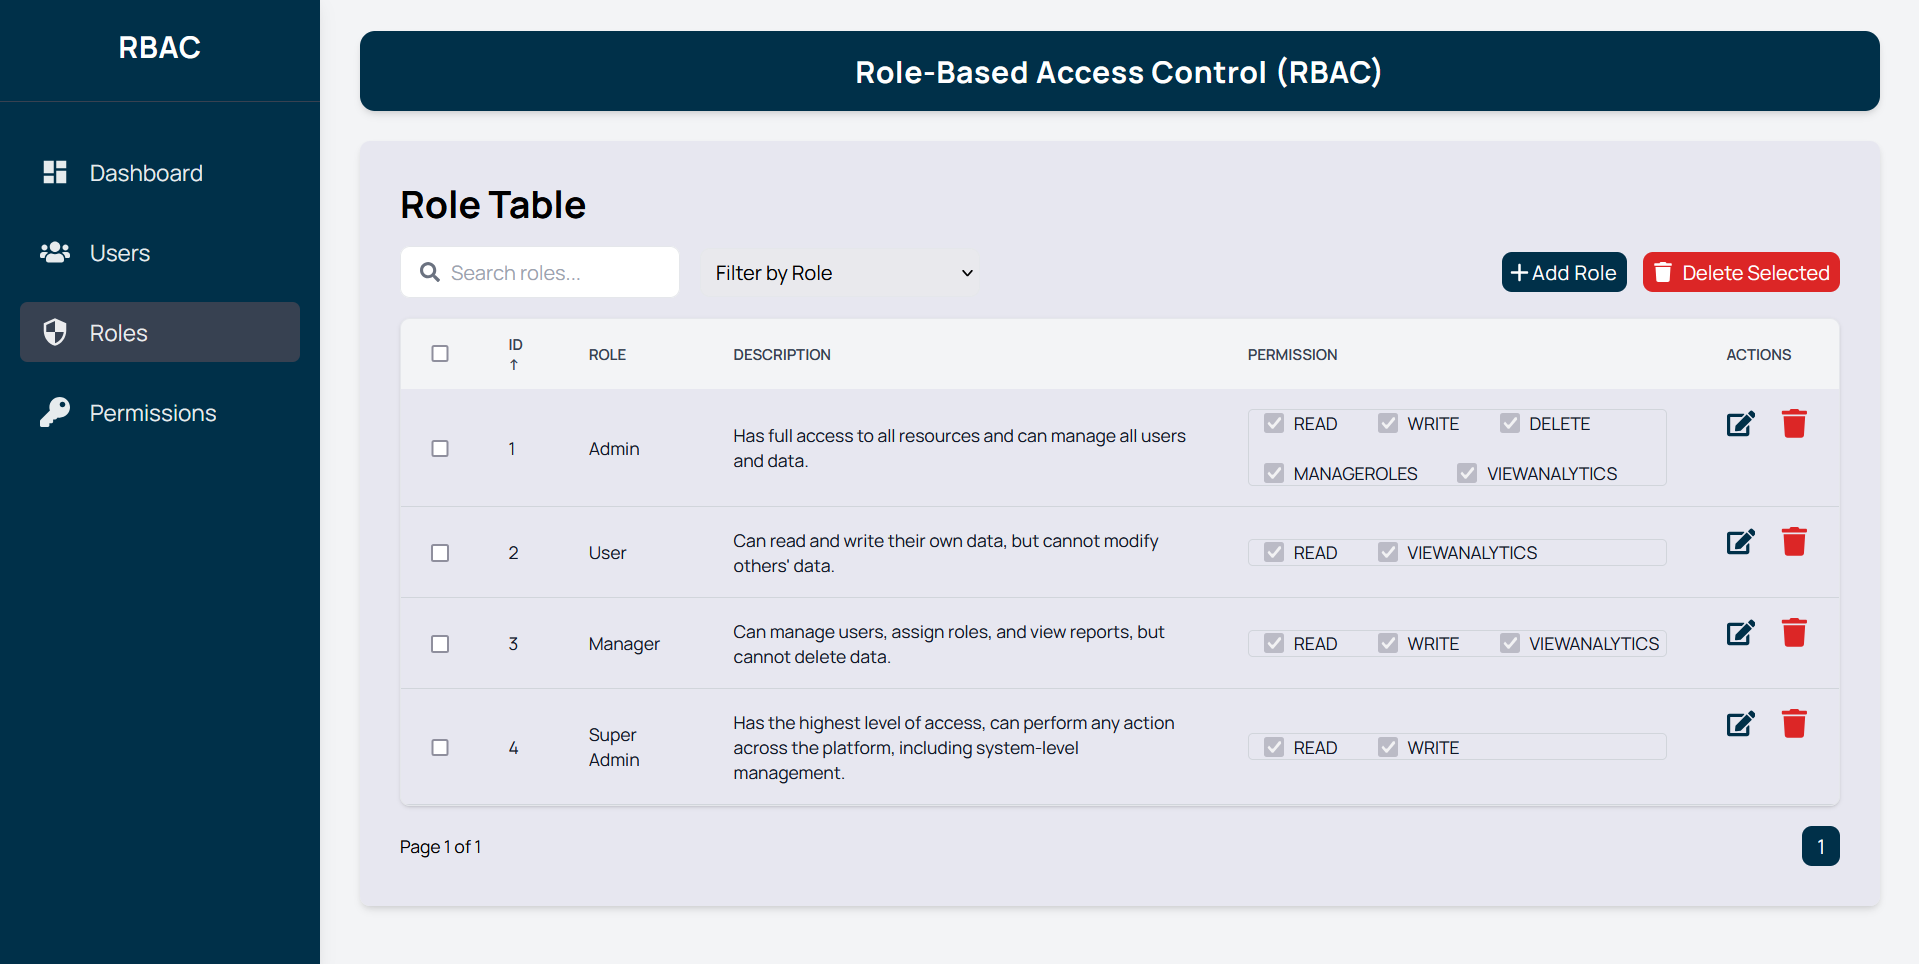 RBAC
Dashboard
Users
Roles
Permissions
Role-Based Access Control (RBAC)
Role Table
Search roles...
Filter by Role
Add Role
Delete Selected
ID ↑
ROLE
DESCRIPTION
PERMISSION
ACTIONS
1
Admin
Has full access to all resources and can manage all users
and data.
READ WRITE DELETE
MANAGEROLES VIEWANALYTICS
2
User
Can read and write their own data, but cannot modify
others' data.
READ VIEWANALYTICS
3
Manager
Can manage users, assign roles, and view reports, but
cannot delete data.
READ WRITE VIEWANALYTICS
4
Super
Admin
Has the highest level of access, can perform any action
across the platform, including system-level
management.
READ WRITE
Page 1 of 1
1